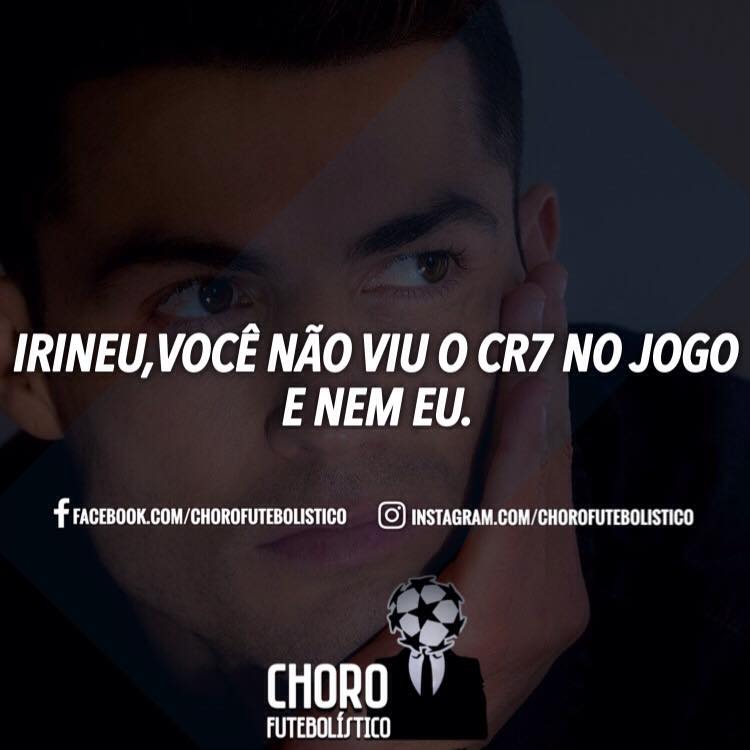 IRINEU,VOCÊ NÃO VIU O CR7 NO JOGO
E NEM EU.
FACEBOOK.COM/CHOROFUTEBOLISTICO INSTAGRAM.COM/CHOROFUTEBOLISTICO
CHORO
FUTEBOLÍSTICO